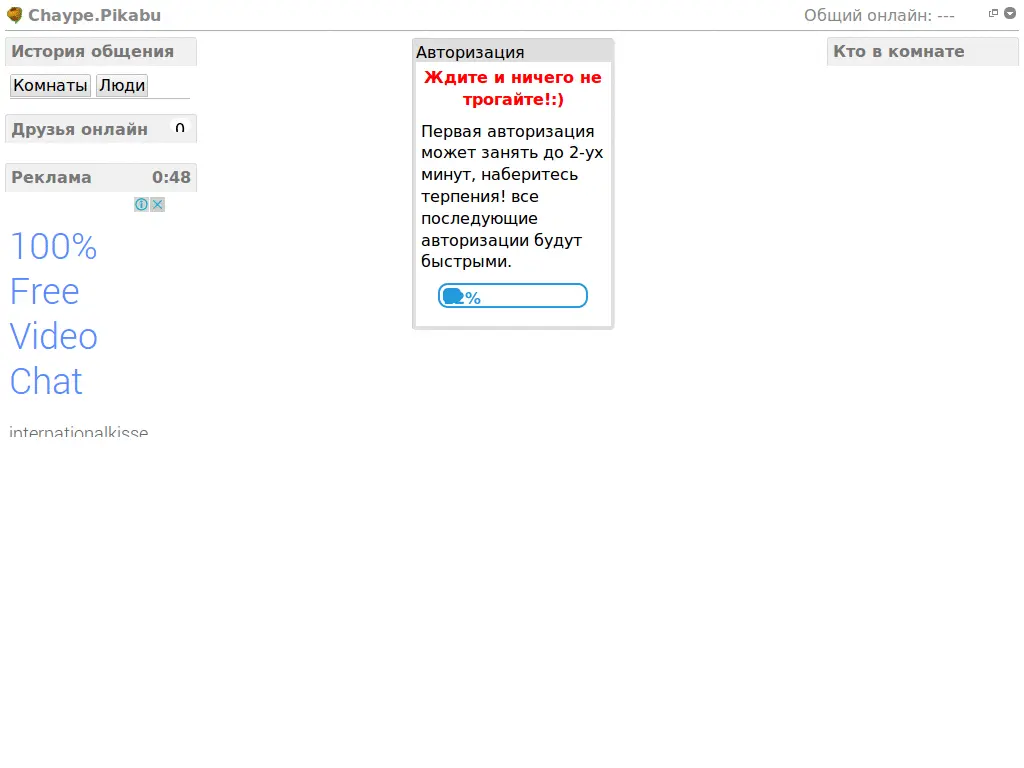 Chaype.Pikabu
Общий онлайн: ---
История общения
Комнаты Люди
Друзья онлайн 0
Реклама 0:48
100%
Free
Video
Chat
internationalkisse
Авторизация
Ждите и ничего не
трогайте!:)
Первая авторизация
может занять до 2-ух
минут, наберитесь
терпения! все
последующие
авторизации будут
быстрыми.
Кто в комнате